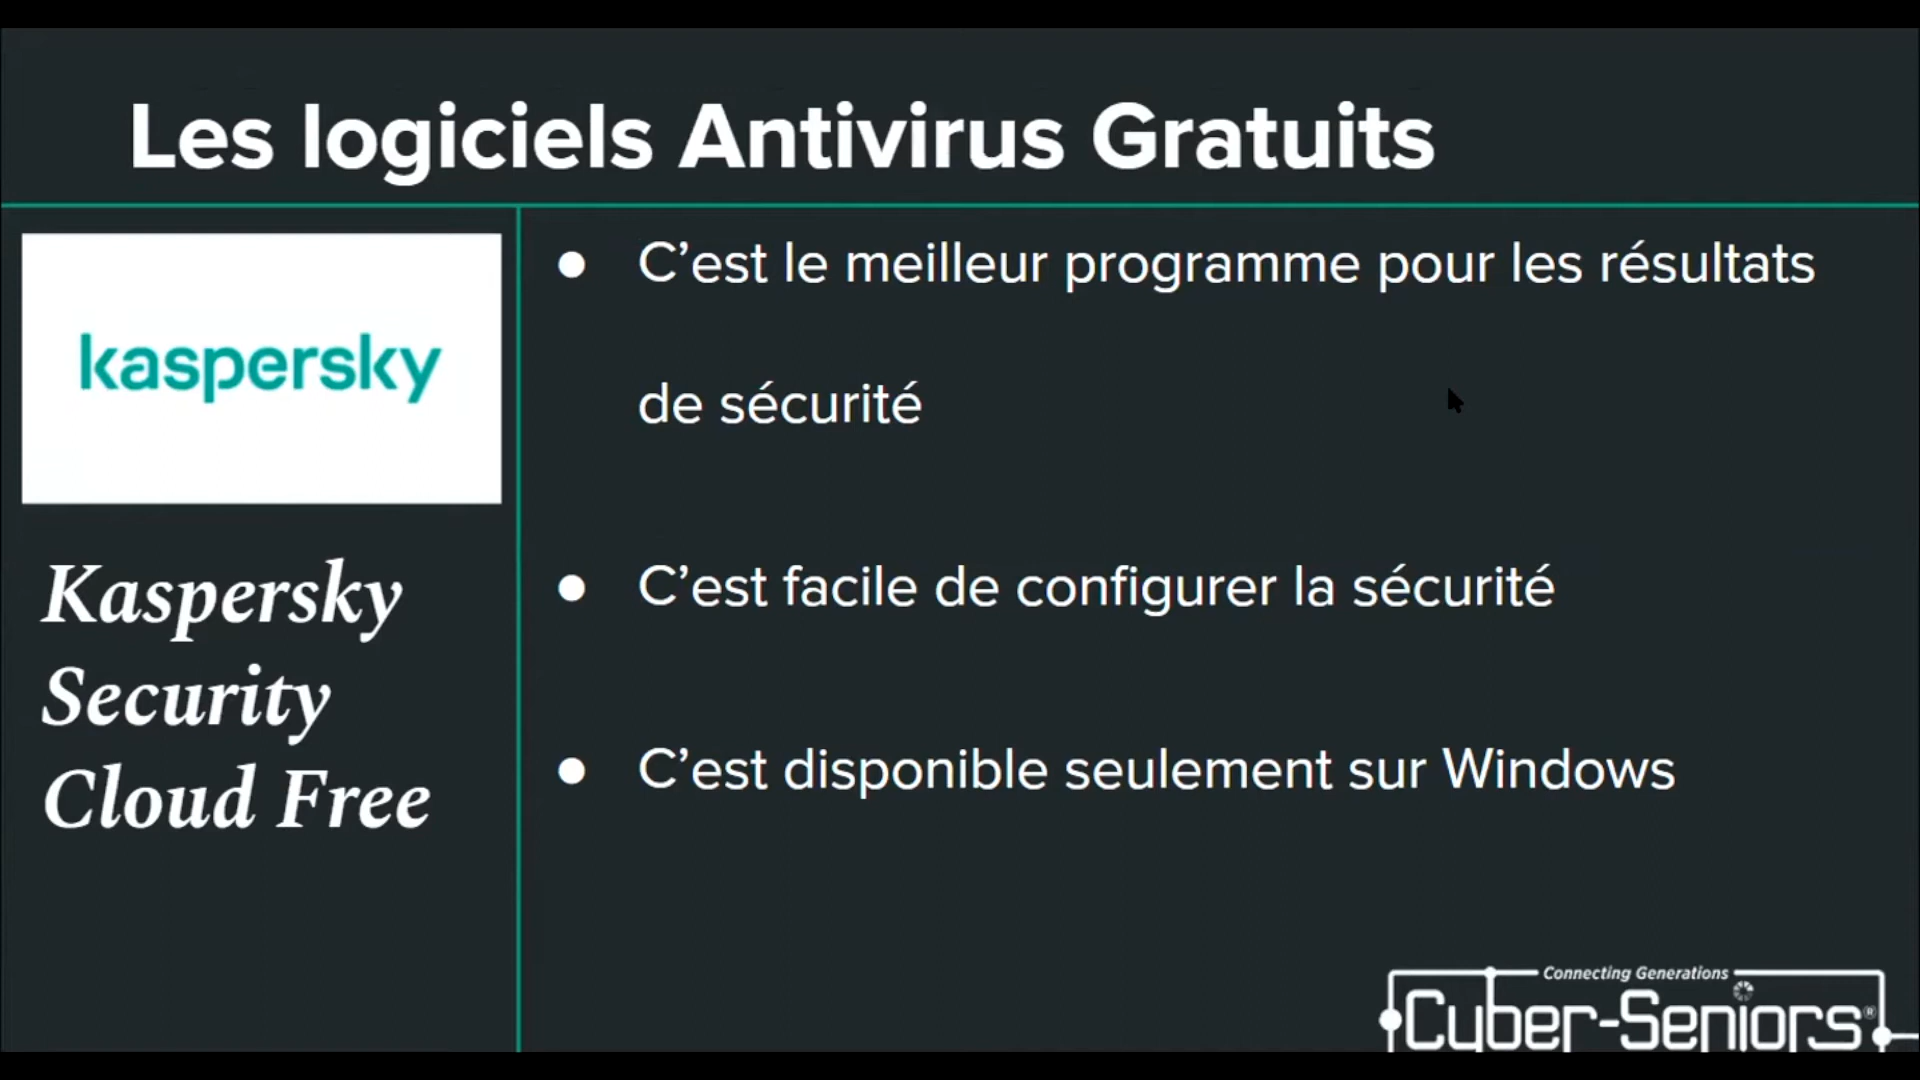 Les logiciels Antivirus Gratuits
kaspersky
Kaspersky
Security
Cloud Free
● C’est le meilleur programme pour les résultats
de sécurité
● C’est facile de configurer la sécurité
● C’est disponible seulement sur Windows
Connecting Generations
Cyber-Seniors®